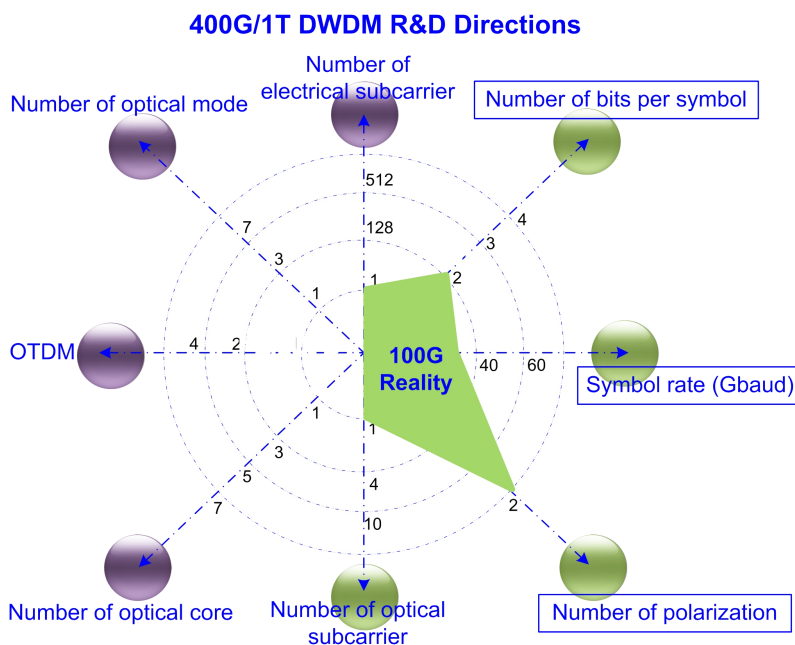 400G/1T DWDM R&D Directions
Number of
electrical subcarrier
Number of optical mode
Number of bits per symbol
512
7
4
128
3
3
1
1
2
OTDM
4
2
100G
Reality
40
60
Symbol rate (Gbaud)
1
1
3
5
4
7
2
10
Number of optical core
Number of optical
subcarrier
Number of polarization